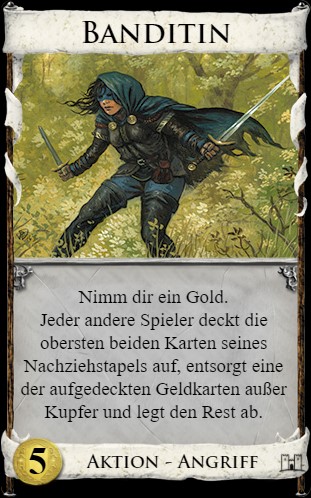 BANDITIN
Nimm dir ein Gold.
Jeder andere Spieler deckt die
obersten beiden Karten seines
Nachziehstapels auf, entsorgt eine
der aufgedeckten Geldkarten außer
Kupfer und legt den Rest ab.
5 AKTION - ANGRIFF